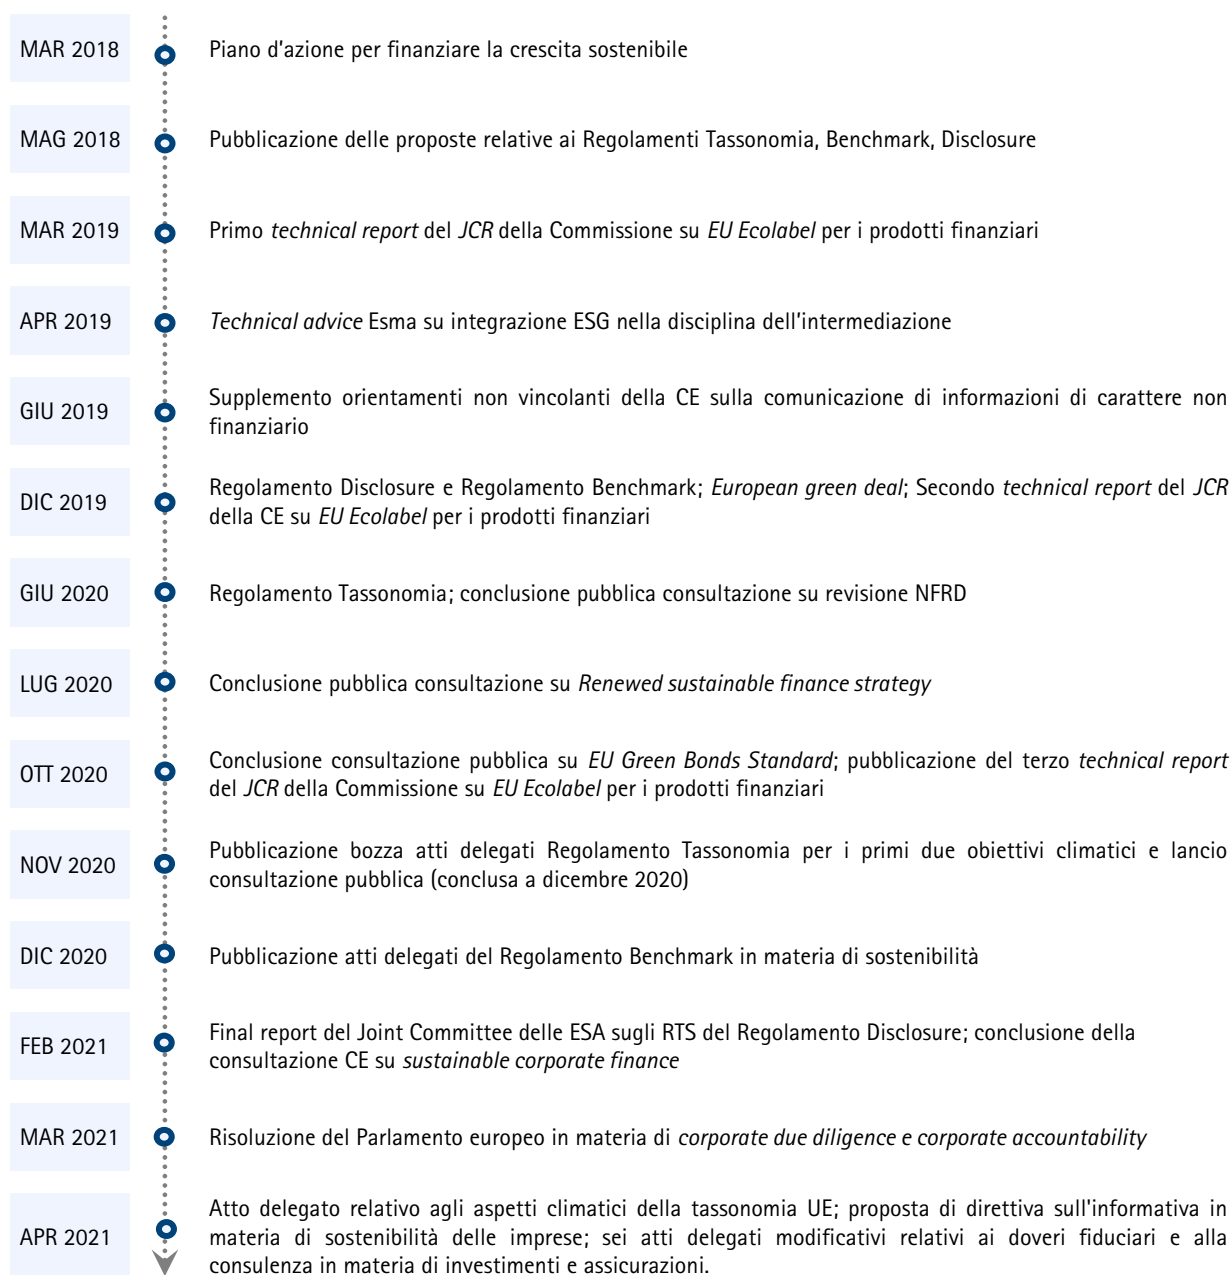 MAR 2018
Piano d'azione per finanziare la crescita sostenibile
MAG 2018
Pubblicazione delle proposte relative ai Regolamenti Tassonomia, Benchmark, Disclosure
MAR 2019
Primo technical report del JCR della Commissione su EU Ecolabel per i prodotti finanziari
APR 2019
Technical advice Esma su integrazione ESG nella disciplina dell'intermediazione
GIU 2019
Supplemento orientamenti non vincolanti della CE sulla comunicazione di informazioni di carattere non
finanziario
DIC 2019
Regolamento Disclosure e Regolamento Benchmark; European green deal; Secondo technical report del JCR
della CE su EU Ecolabel per i prodotti finanziari
GIU 2020
Regolamento Tassonomia; conclusione pubblica consultazione su revisione NFRD
LUG 2020
Conclusione pubblica consultazione su Renewed sustainable finance strategy
OTT 2020
Conclusione consultazione pubblica su EU Green Bonds Standard; pubblicazione del terzo technical report
del JCR della Commissione su EU Ecolabel per i prodotti finanziari
NOV 2020
Pubblicazione bozza atti delegati Regolamento Tassonomia per i primi due obiettivi climatici e lancio
consultazione pubblica (conclusa a dicembre 2020)
DIC 2020
Pubblicazione atti delegati del Regolamento Benchmark in materia di sostenibilità
FEB 2021
Final report del Joint Committee delle ESA sugli RTS del Regolamento Disclosure; conclusione della
consultazione CE su sustainable corporate finance
MAR 2021
Risoluzione del Parlamento europeo in materia di corporate due diligence e corporate accountability
APR 2021
Atto delegato relativo agli aspetti climatici della tassonomia UE; proposta di direttiva sull'informativa in
materia di sostenibilità delle imprese; sei atti delegati modificativi relativi ai doveri fiduciari e alla
consulenza in materia di investimenti e assicurazioni.